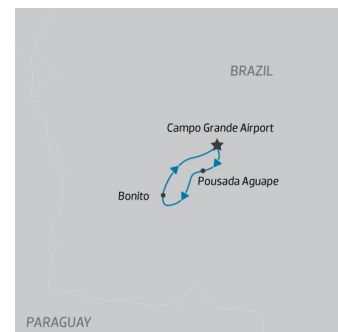 BRAZIL
Campo Grande Airport
Pousada Aguape
Bonito
PARAGUAY